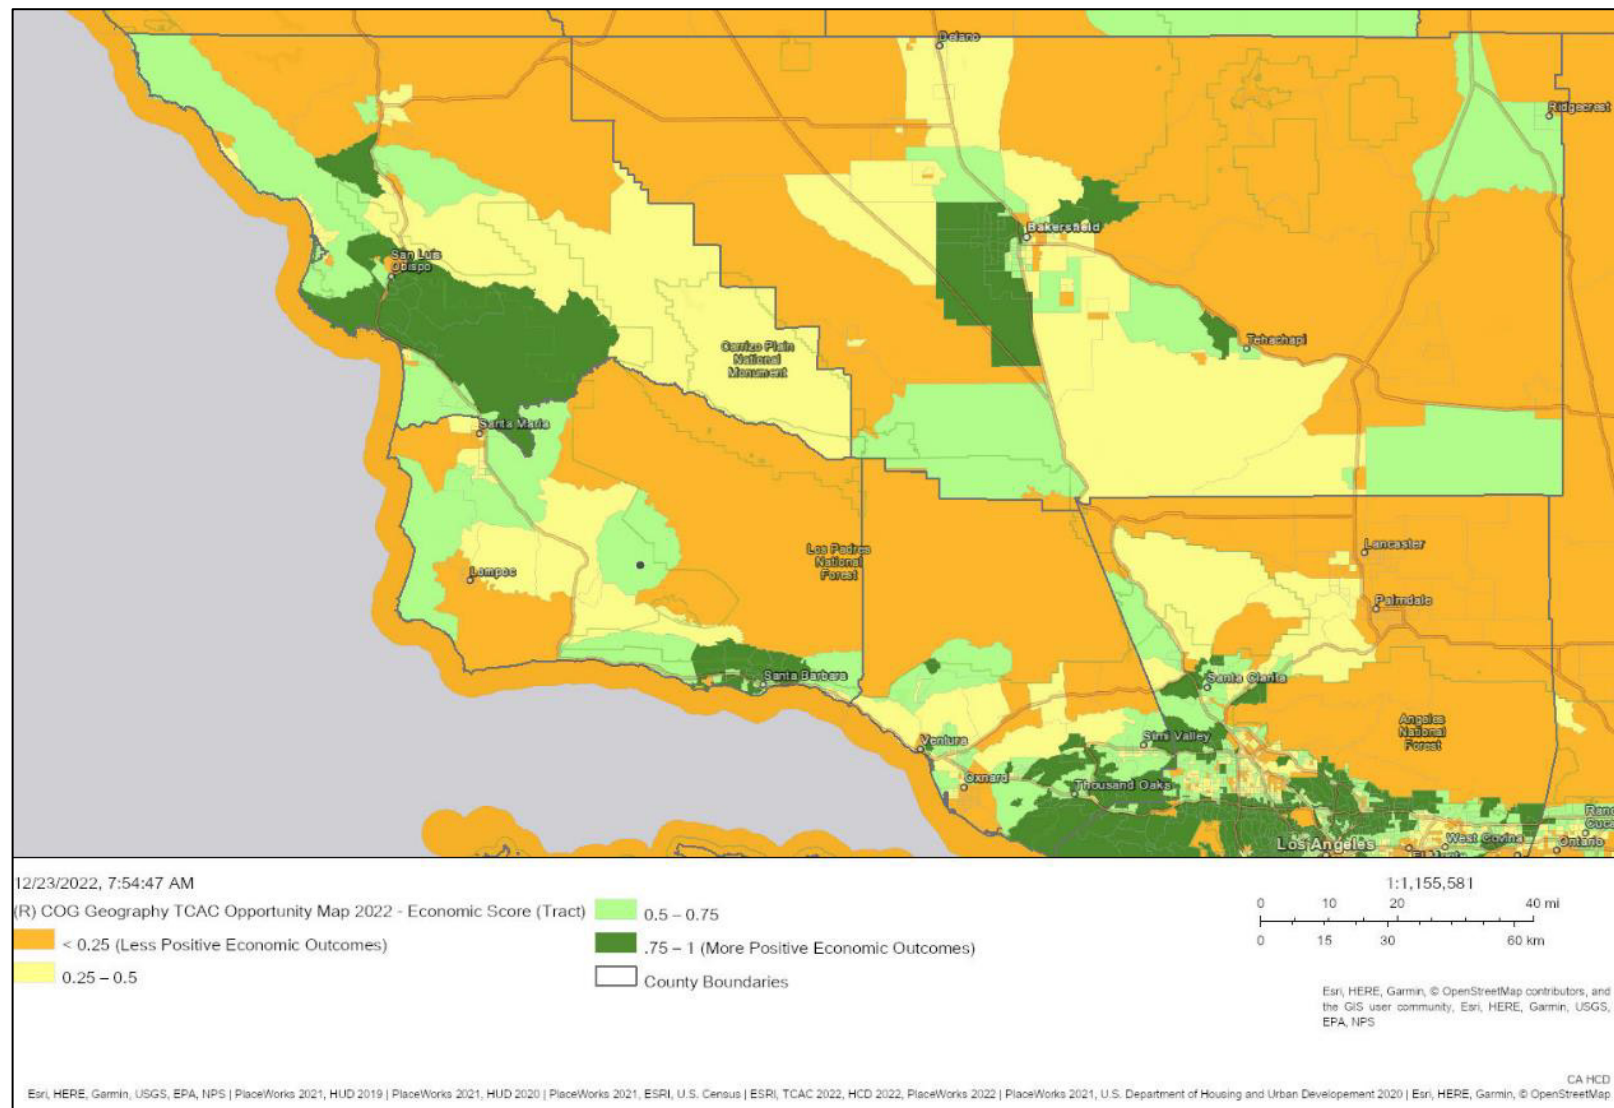 Delano
Ridgecrest
Bakersfield
San Luis
Obispo
Tehachapi
Carrizo Plain
National
Monument
Santa Maria
Lancaster
Los Padres
National
Forest
Lompoc
Palmdale
Santa Barbara
Santa Clarita
Angeles
National
Forest
Ventura
Simi Valley
Oxnard
Thousand Oaks
Ranc
Cuca
West Covina
Los Angeles
El Monte
Ontario
12/23/2022, 7:54:47 AM
1:1,155,581
(R) COG Geography TCAC Opportunity Map 2022 - Economic Score (Tract)
< 0.25 (Less Positive Economic Outcomes)
0.25 – 0.5
0.5 – 0.75
.75 – 1 (More Positive Economic Outcomes)
County Boundaries
0 10 20 40 mi
0 15 30 60 km
Esri, HERE, Garmin, © OpenStreetMap contributors, and
the GIS user community, Esri, HERE, Garmin, USGS,
EPA, NPS
CA HCD
Esri, HERE, Garmin, USGS, EPA, NPS | PlaceWorks 2021, HUD 2019 | PlaceWorks 2021, HUD 2020 | PlaceWorks 2021, ESRI, U.S. Census | ESRI, TCAC 2022, HCD 2022, PlaceWorks 2022 | PlaceWorks 2021, U.S. Department of Housing and Urban Developement 2020 | Esri, HERE, Garmin, © OpenStreetMap